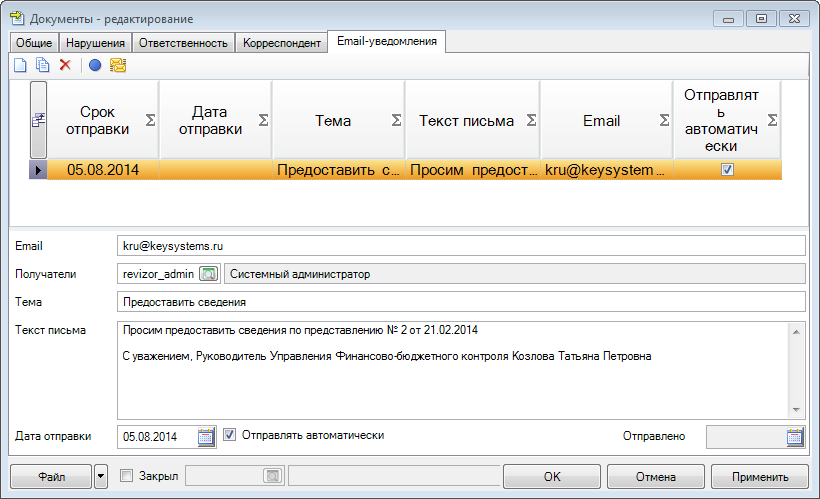 Документы - редактирование
Общие Нарушения Ответственность Корреспондент Email-уведомления
Срок отправки Σ Дата отправки Σ Тема Σ Текст письма Σ Email Σ Отправлять автоматически Σ
05.08.2014 Предоставить с... Просим предост... kru@keysystem...
Email kru@keysystems.ru
Получатели revizor_admin Системный администратор
Тема Предоставить сведения
Текст письма Просим предоставить сведения по представлению № 2 от 21.02.2014
С уважением, Руководитель Управления Финансово-бюджетного контроля Козлова Татьяна Петровна
Дата отправки 05.08.2014 Отправлять автоматически Отправлено
Файл Закрыл OK Отмена Применить